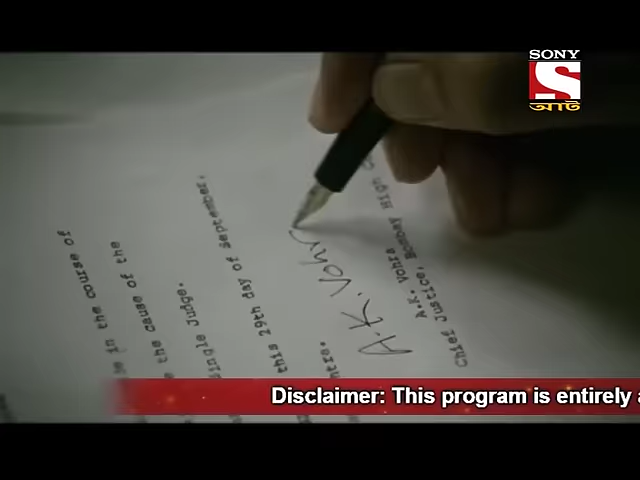 SONY
S
আট
in the course of
the cause of the
Single Judge.
this 29th day of September,
A.K. Vohr
A.K. Vohra
Chief Justice, Bombay High
Disclaimer: This program is entirely